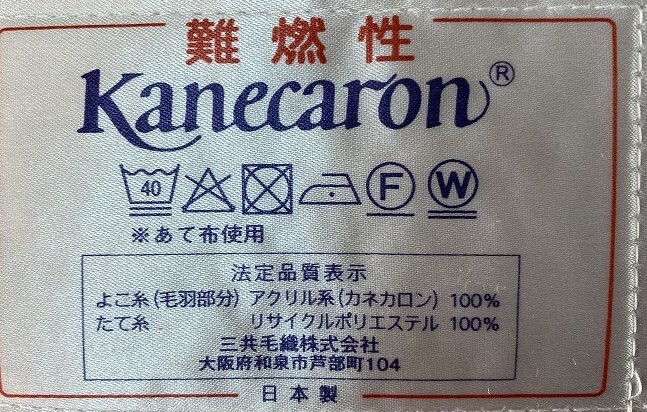 難燃性
Kanecaron®
40 F W
※あて布使用
法定品質表示
よこ糸(毛羽部分) アクリル系(カネカロン) 100%
たて糸 リサイクルポリエステル 100%
三共毛織株式会社
大阪府和泉市芦部町104
日本製